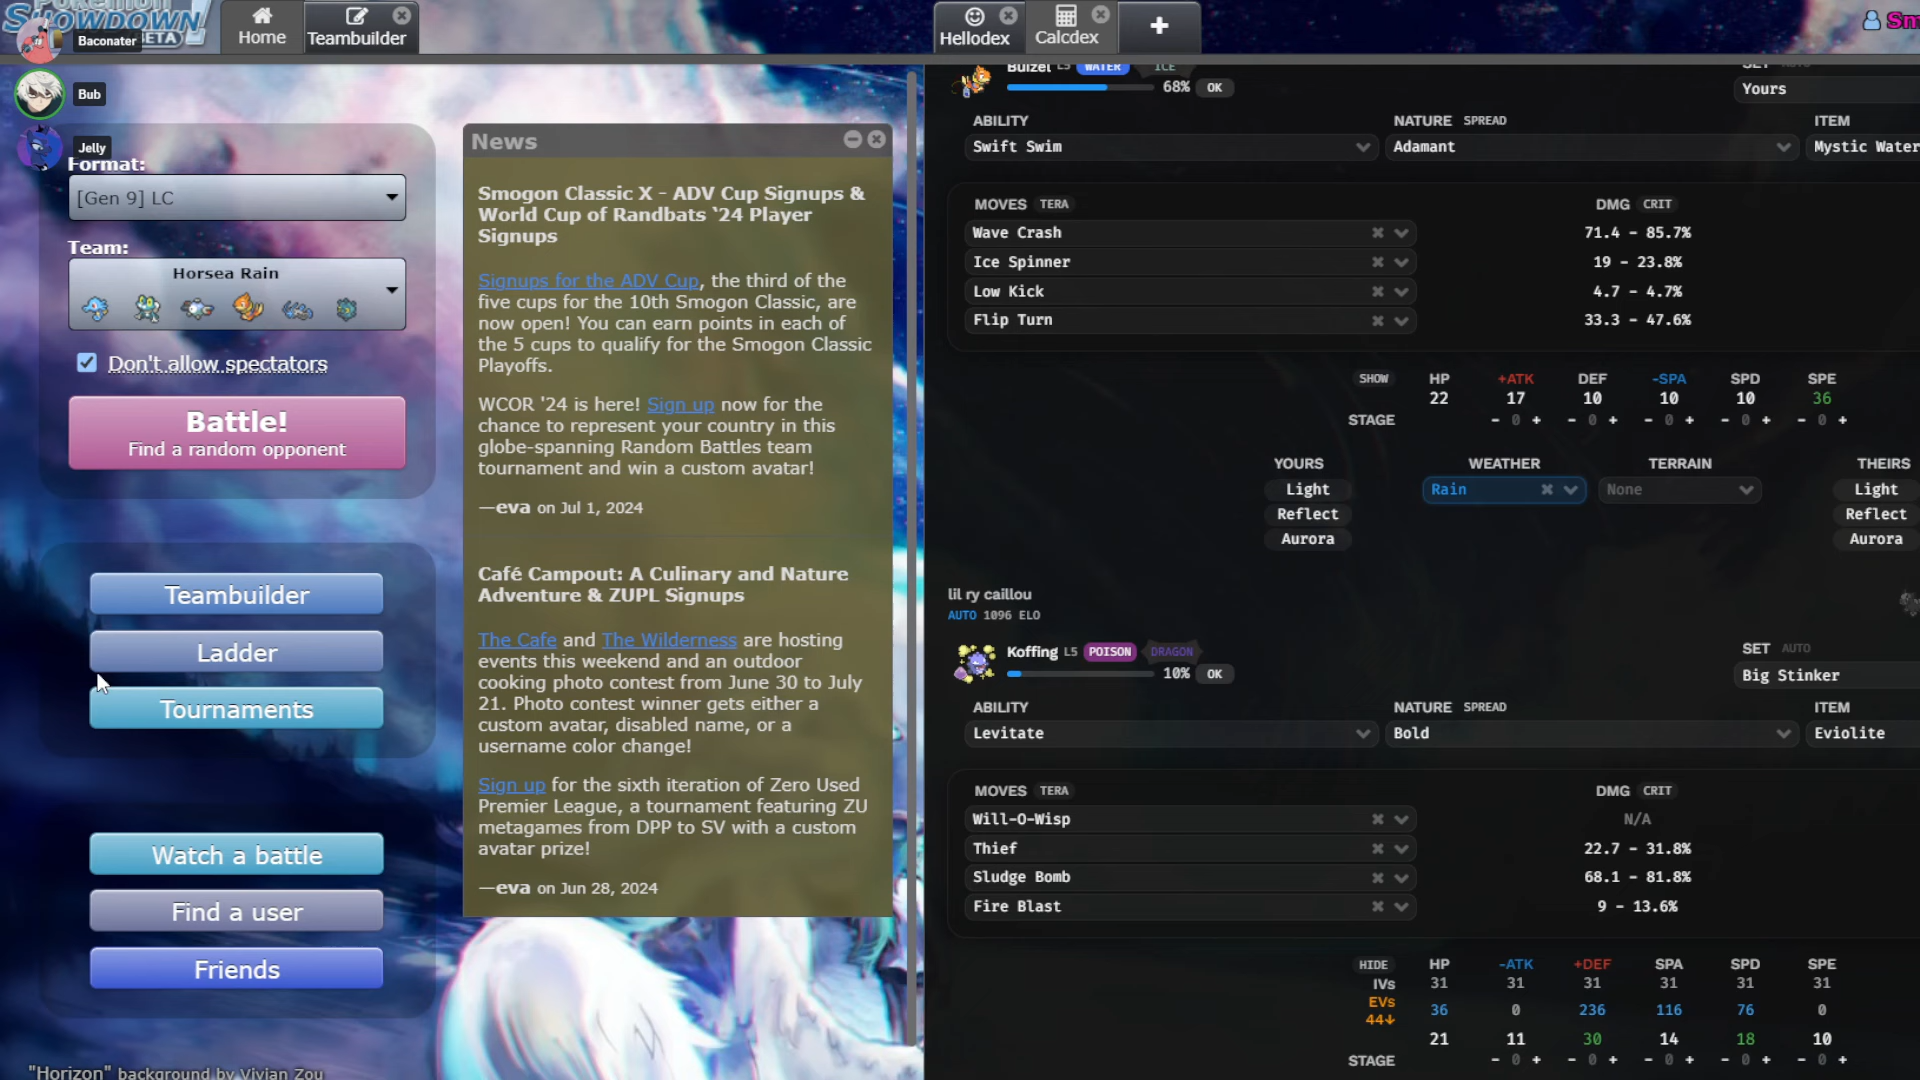 Pokémon
SHOWDOWN
BETA
Baconater
Home
Teambuilder
Bub
Jelly
Format:
[Gen 9] LC
Team:
Horsea Rain
Don't allow spectators
Battle!
Find a random opponent
Teambuilder
Ladder
Tournaments
Watch a battle
Find a user
Friends
"Horizon" background by Vivian Zou
News
Smogon Classic X - ADV Cup Signups &
World Cup of Randbats `24 Player
Signups
Signups for the ADV Cup, the third of the
five cups for the 10th Smogon Classic, are
now open! You can earn points in each of
the 5 cups to qualify for the Smogon Classic
Playoffs.
WCOR '24 is here! Sign up now for the
chance to represent your country in this
globe-spanning Random Battles team
tournament and win a custom avatar!
—eva on Jul 1, 2024
Café Campout: A Culinary and Nature
Adventure & ZUPL Signups
The Cafe and The Wilderness are hosting
events this weekend and an outdoor
cooking photo contest from June 30 to July
21. Photo contest winner gets either a
custom avatar, disabled name, or a
username color change!
Sign up for the sixth iteration of Zero Used
Premier League, a tournament featuring ZU
metagames from DPP to SV with a custom
avatar prize!
—eva on Jun 28, 2024
Hellodex
Calcdex
Buizel L5 WATER ICE
SET AUTO
68% OK
Yours
ABILITY NATURE SPREAD ITEM
Swift Swim Adamant Mystic Water
MOVES TERA DMG CRIT
Wave Crash 71.4 - 85.7%
Ice Spinner 19 - 23.8%
Low Kick 4.7 - 4.7%
Flip Turn 33.3 - 47.6%
SHOW HP +ATK DEF -SPA SPD SPE
22 17 10 10 10 36
STAGE - 0 + - 0 + - 0 + - 0 + - 0 +
YOURS WEATHER TERRAIN THEIRS
Light Rain None Light
Reflect Reflect
Aurora Aurora
lil ry caillou
AUTO 1096 ELO
Koffing L5 POISON DRAGON
SET AUTO
10% OK
Big Stinker
ABILITY NATURE SPREAD ITEM
Levitate Bold Eviolite
MOVES TERA DMG CRIT
Will-O-Wisp N/A
Thief 22.7 - 31.8%
Sludge Bomb 68.1 - 81.8%
Fire Blast 9 - 13.6%
HIDE HP -ATK +DEF SPA SPD SPE
IVs 31 31 31 31 31 31
EVs 36 0 236 116 76 0
44↓
21 11 30 14 18 10
STAGE - 0 + - 0 + - 0 + - 0 + - 0 +